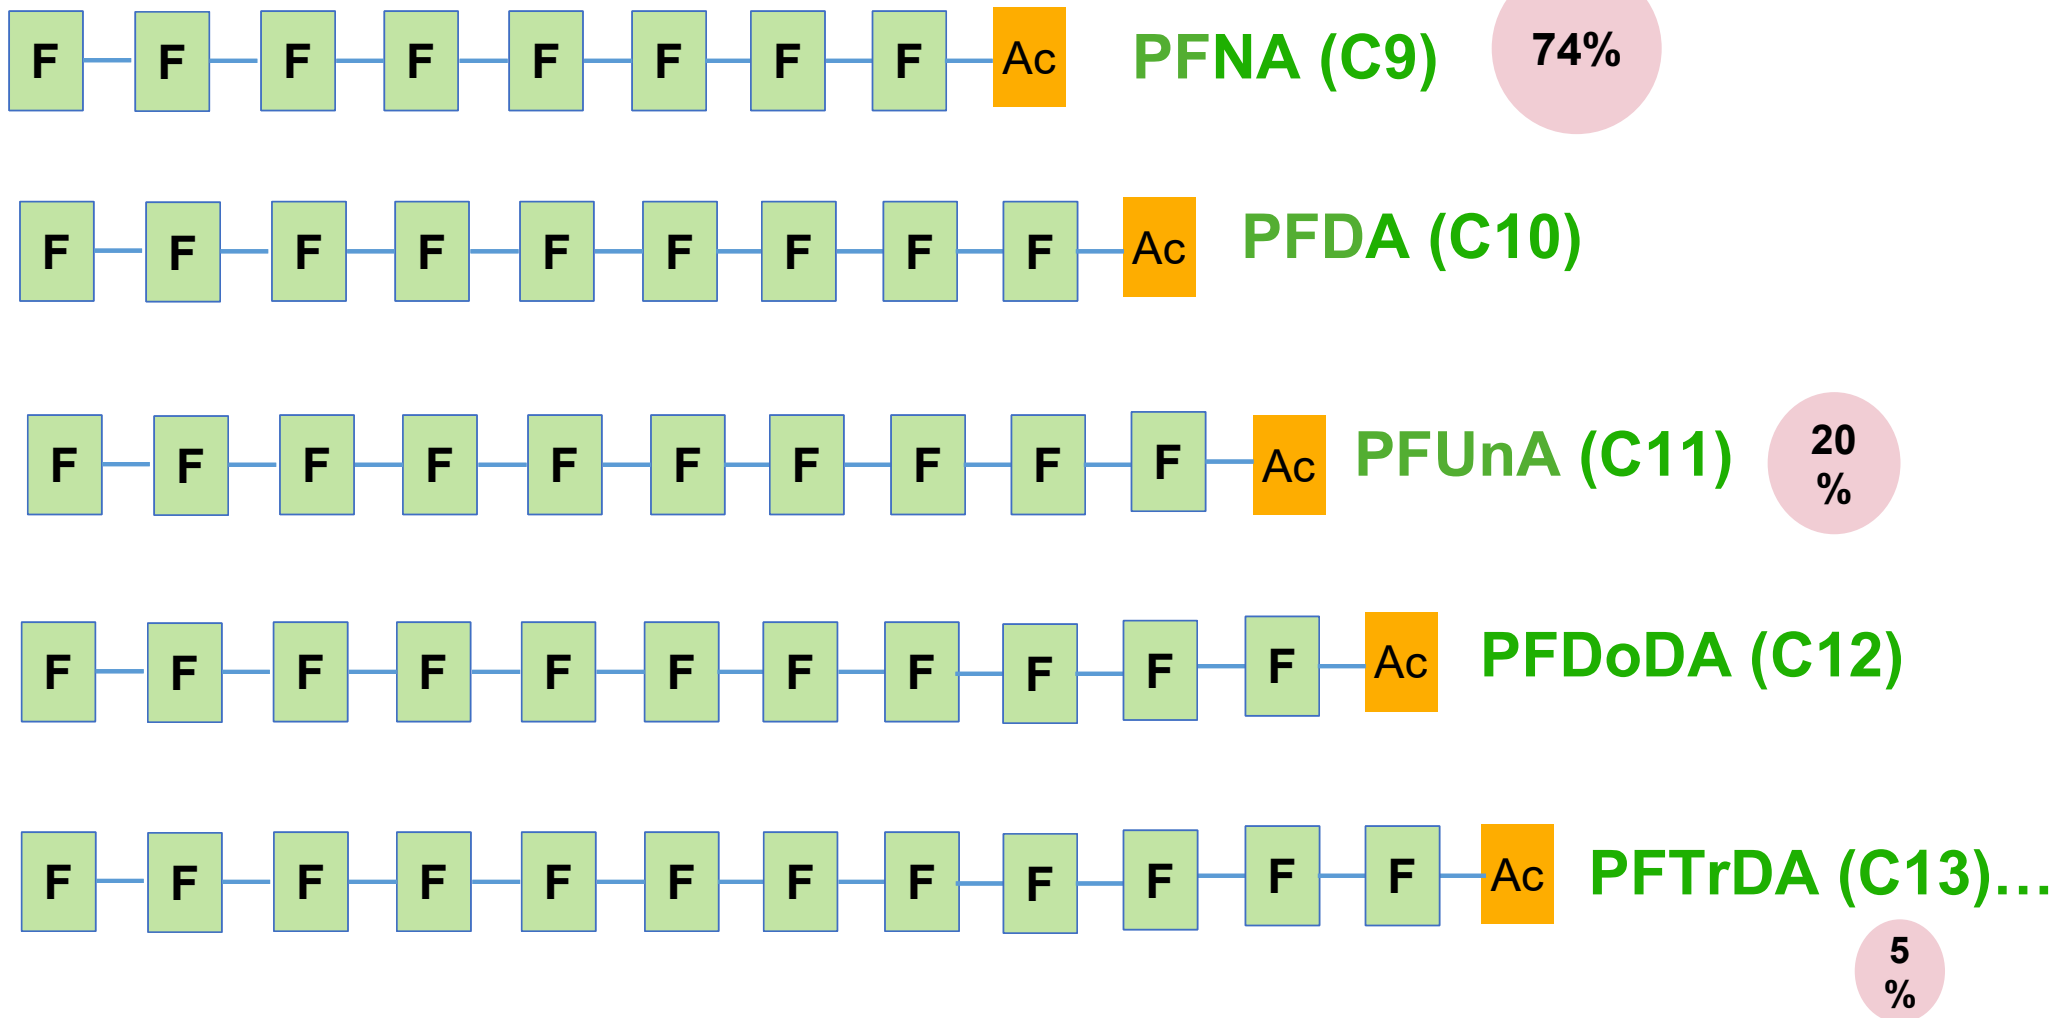 F F F F F F F F Ac PFNA (C9) 74%
F F F F F F F F F Ac PFDA (C10)
F F F F F F F F F F Ac PFUnA (C11) 20
%
F F F F F F F F F F F Ac PFDoDA (C12)
F F F F F F F F F F F F Ac PFTrDA (C13)...
5
%